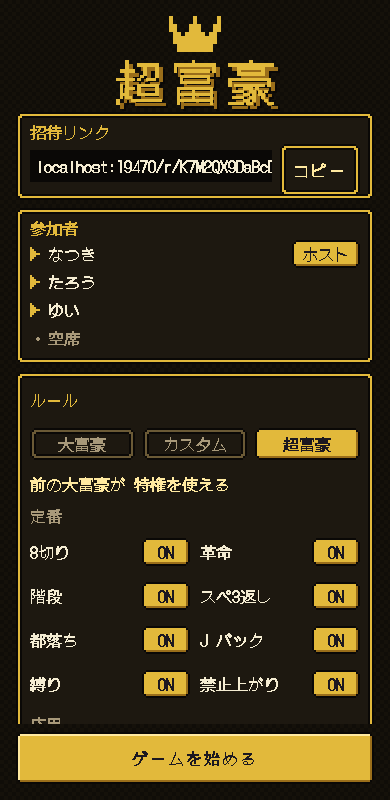 超富豪
招待リンク
localhost:19470/r/K7M2QX9DaBc
コピー
参加者
なつき ホスト
たろう
ゆい
・空席
ルール
大富豪 カスタム 超富豪
前の大富豪が 特権を使える
定番
8切り ON 革命 ON
階段 ON スペ3返し ON
都落ち ON J バック ON
縛り ON 禁止上がり ON
ゲームを始める